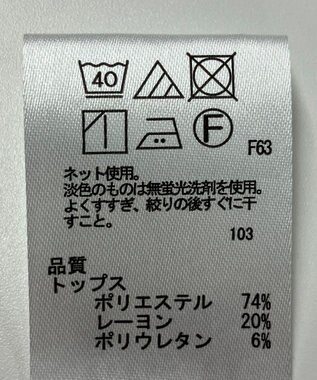 40
F
F63
ネット使用。
淡色のものは無蛍光洗剤を使用。
よくすすぎ、絞りの後すぐに干
すこと。
103
品質
トップス
ポリエステル 74%
レーヨン 20%
ポリウレタン 6%